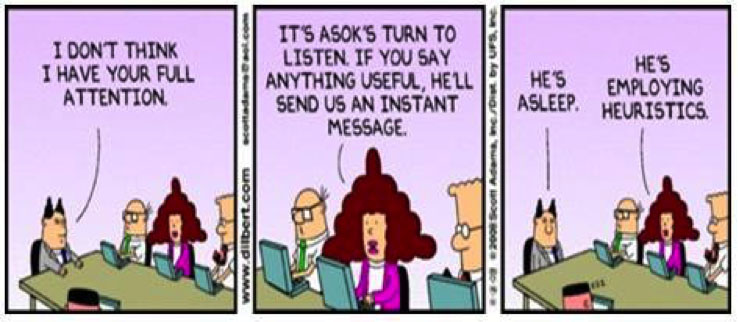 I DON'T THINK
I HAVE YOUR FULL
ATTENTION.
www.dilbert.com
scottadams@aol.com
IT'S ASOK'S TURN TO
LISTEN. IF YOU SAY
ANYTHING USEFUL, HE'LL
SEND US AN INSTANT
MESSAGE.
© 2008 Scott Adams, Inc./Dist. by UFS, Inc.
HE'S
ASLEEP.
HE'S
EMPLOYING
HEURISTICS.
zzz